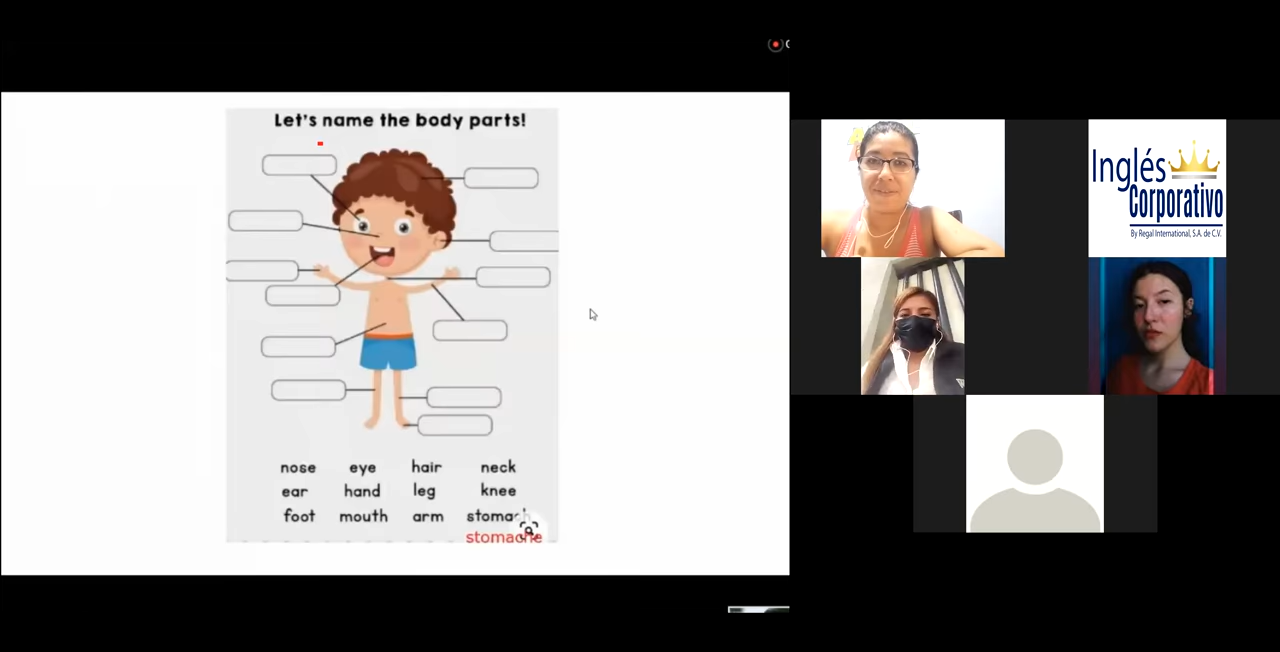 Let's name the body parts!
nose eye hair neck
ear hand leg knee
foot mouth arm stomach
stomache
Inglés
Corporativo
By Regal International, S.A. de C.V.